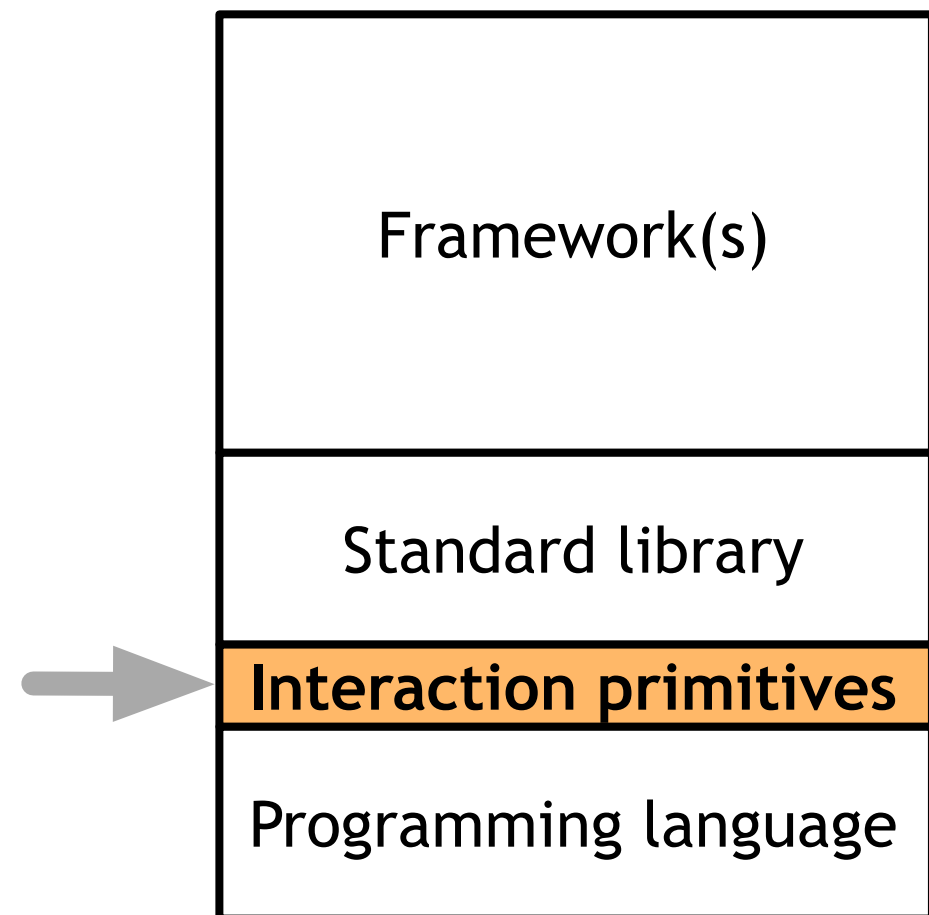 Framework(s)
Standard library
Interaction primitives
Programming language